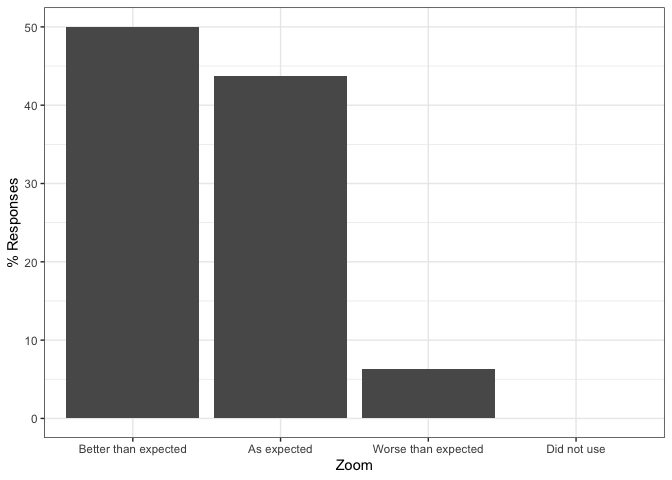 50
40
30
20
10
0
% Responses
Better than expected As expected Worse than expected Did not use
Zoom